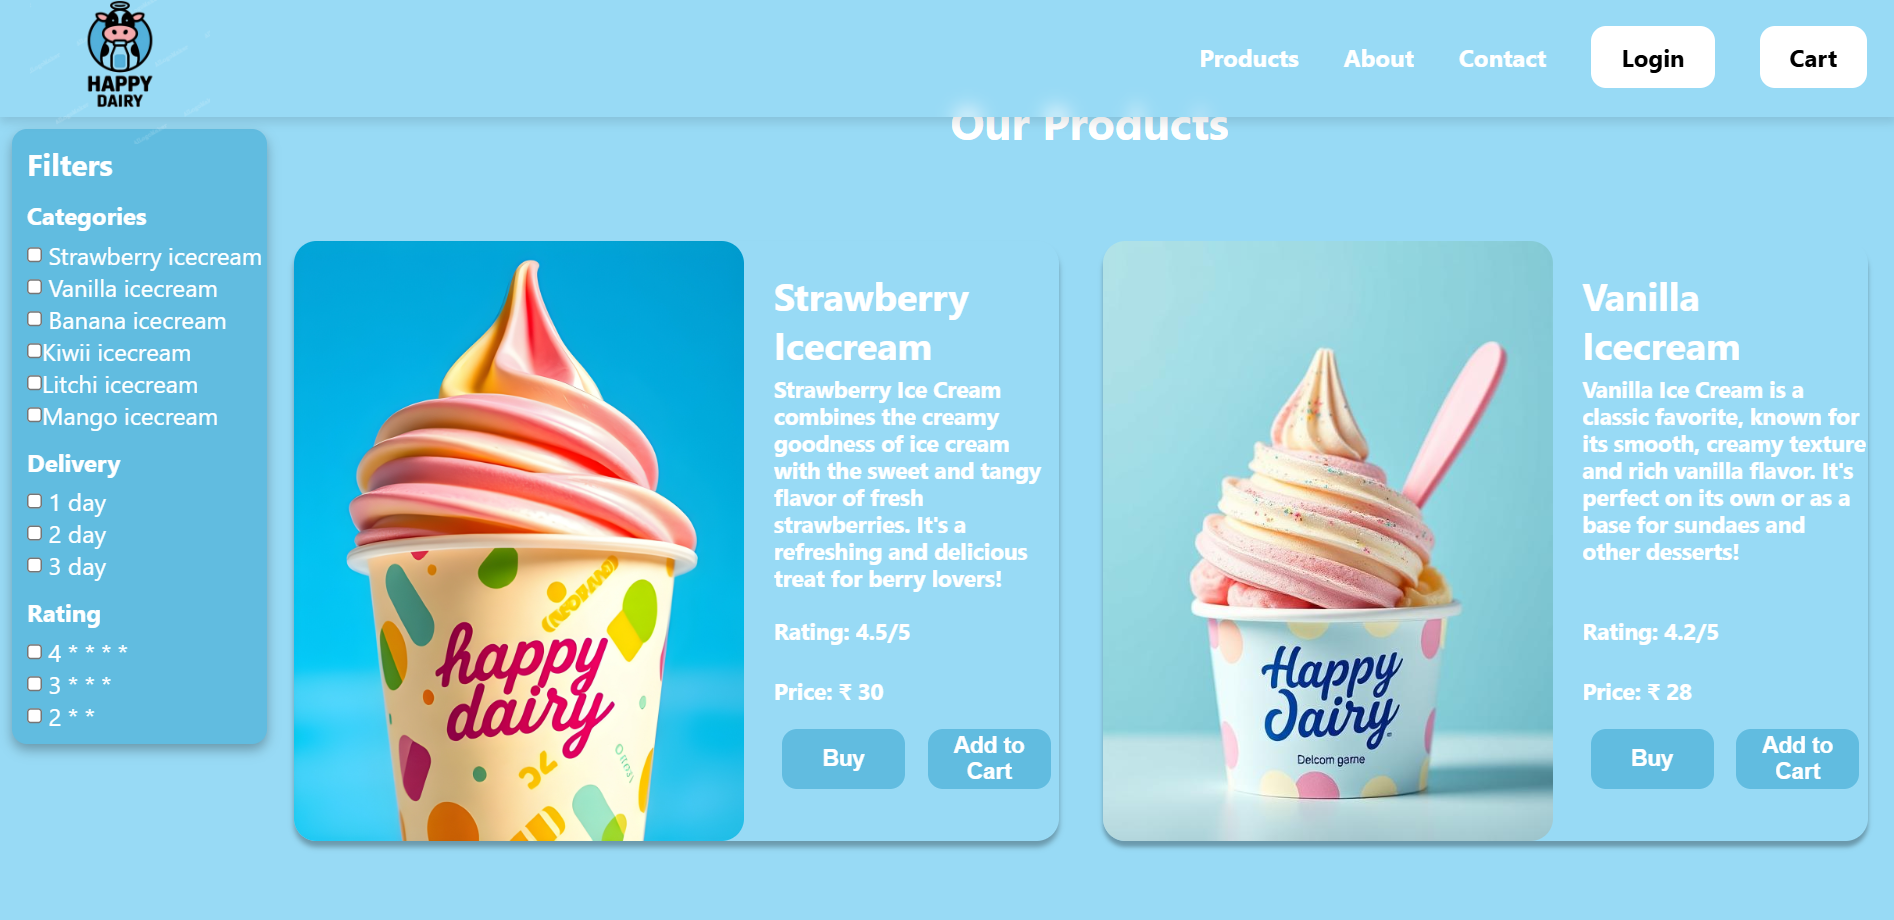 HAPPY
DAIRY
Products
About
Contact
Login
Cart
Our Products
Filters
Categories
Strawberry icecream
Vanilla icecream
Banana icecream
Kiwii icecream
Litchi icecream
Mango icecream
Delivery
1 day
2 day
3 day
Rating
4 * * * *
3 * * *
2 * *
happy
dairy
Strawberry
Icecream
Strawberry Ice Cream
combines the creamy
goodness of ice cream
with the sweet and tangy
flavor of fresh
strawberries. It's a
refreshing and delicious
treat for berry lovers!
Rating: 4.5/5
Price: ₹ 30
Buy
Add to
Cart
Happy
Dairy
Delcom game
Vanilla
Icecream
Vanilla Ice Cream is a
classic favorite, known for
its smooth, creamy texture
and rich vanilla flavor. It's
perfect on its own or as a
base for sundaes and
other desserts!
Rating: 4.2/5
Price: ₹ 28
Buy
Add to
Cart